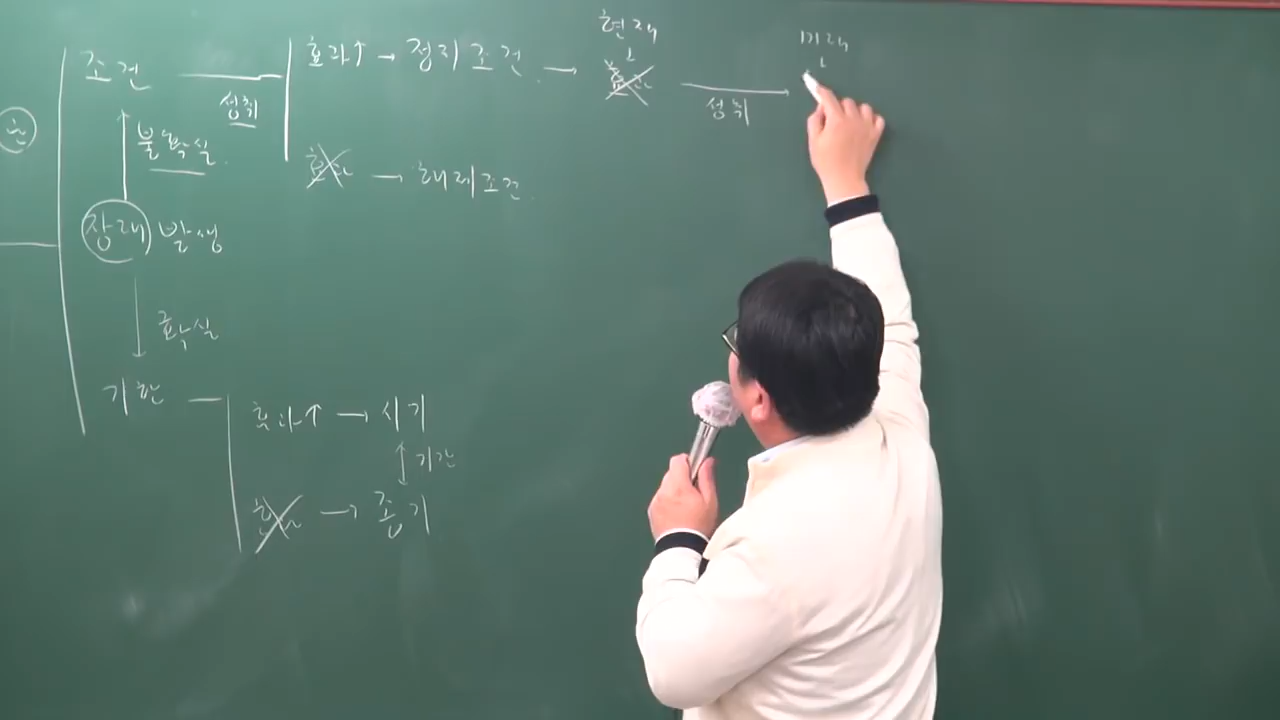 조건
성취
효과↑ → 정지조건 →
현재
↓
효과
성취
미래
↓
효과 → 해제조건
불확실
장래 발생
확실
기한
효과↑ → 시기
기간
효과 → 종기